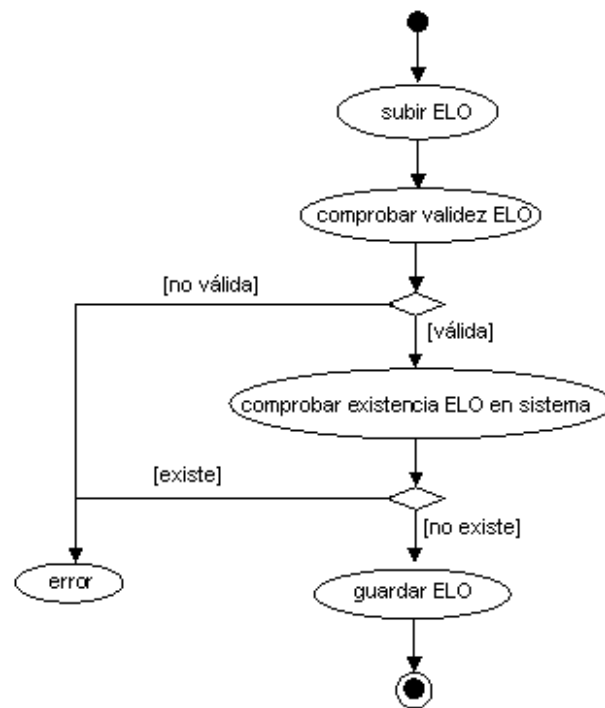 subir ELO
comprobar validez ELO
[no válida]
[válida]
comprobar existencia ELO en sistema
[existe]
[no existe]
error
guardar ELO